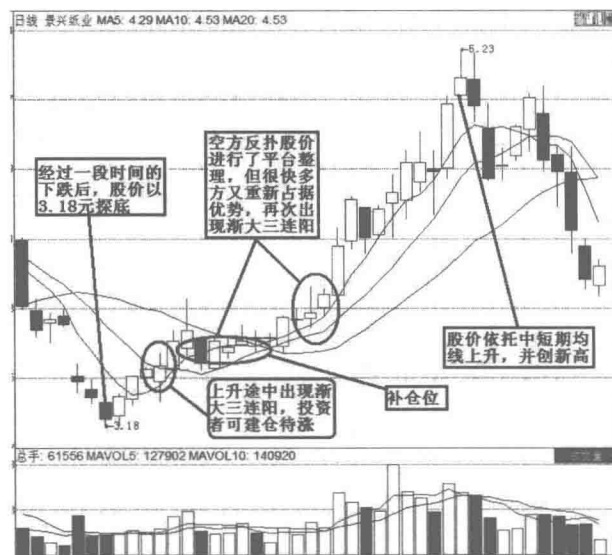 日线 景兴纸业 MA5: 4.29 MA10: 4.53 MA20: 4.53
5.23
空方反扑股价
进行了平台整
理，但很快多
方又重新占据
优势，再次出
现渐大三连阳
经过一段时间的
下跌后，股价以
3.18元探底
股价依托中短期均
线上升，并创新高
补仓位
上升途中出现渐
大三连阳，投资
者可建仓待涨
3.18
总手: 61556 MAVOL5: 127902 MAVOL10: 140920